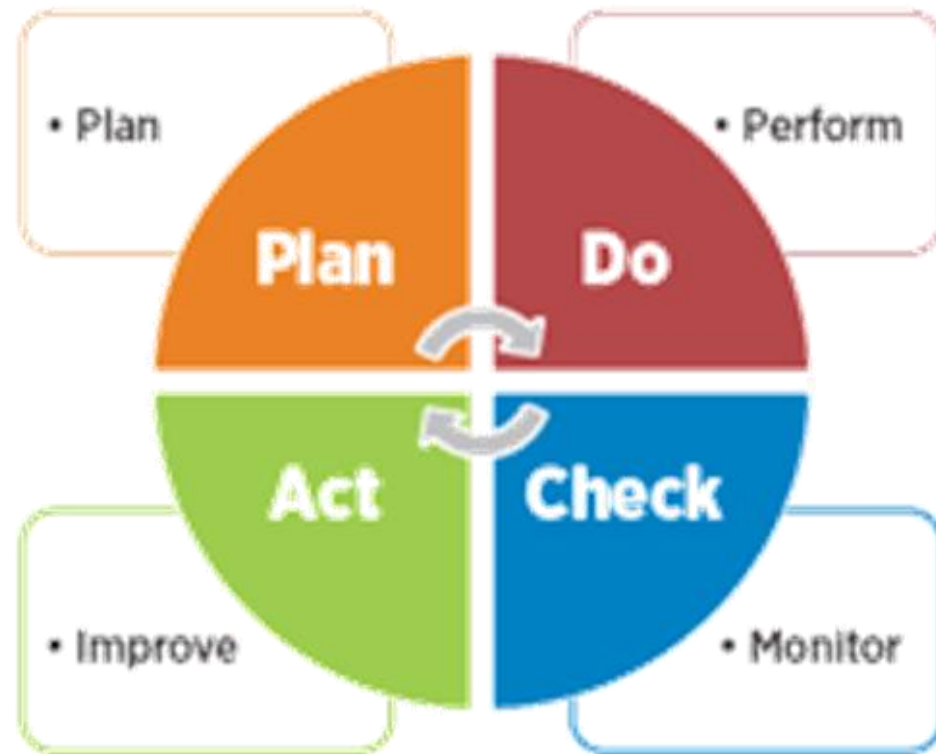 • Plan
• Perform
Plan
Do
Act
Check
• Improve
• Monitor